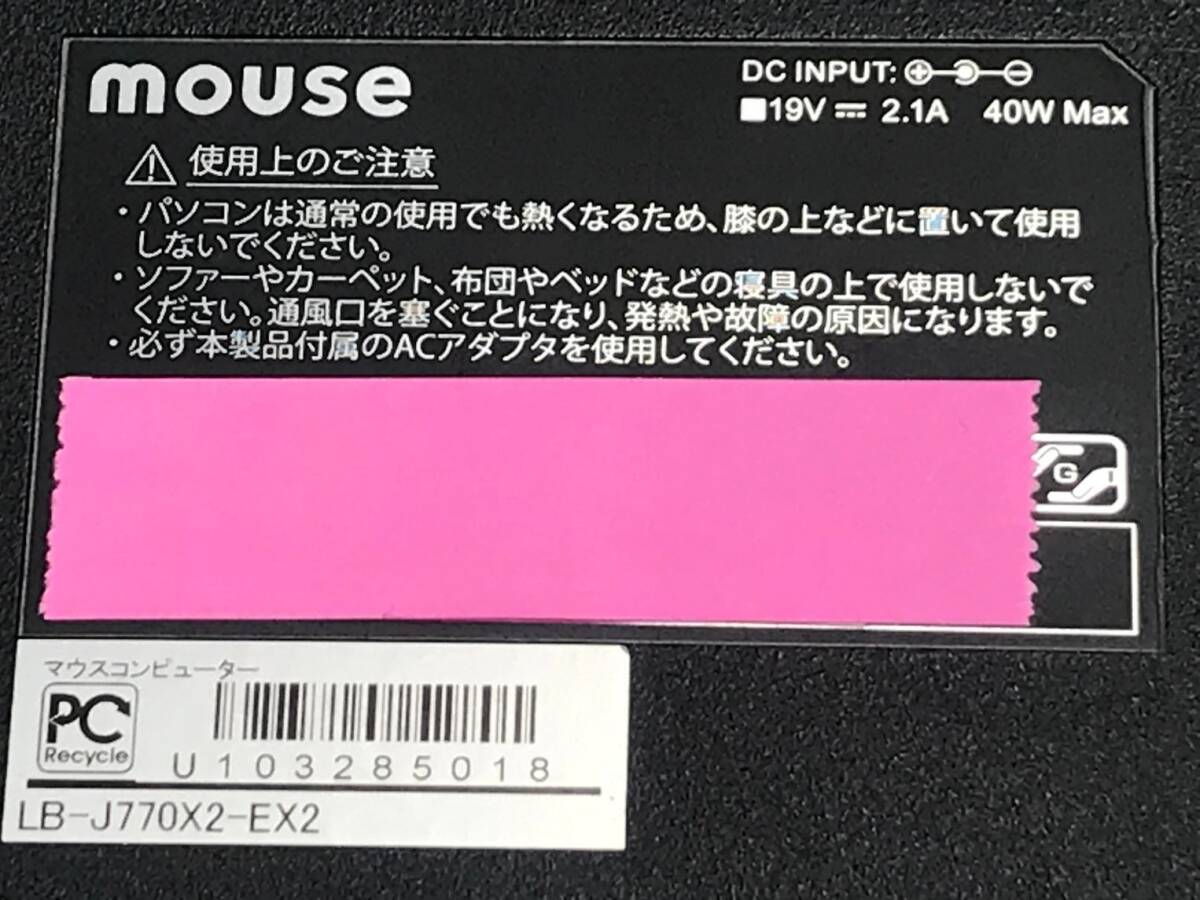 mouse
DC INPUT:
19V 2.1A 40W Max
使用上のご注意
・パソコンは通常の使用でも熱くなるため、膝の上などに置いて使用
しないでください。
・ソファーやカーペット、布団やベッドなどの寝具の上で使用しないで
ください。通風口を塞ぐことになり、発熱や故障の原因になります。
・必ず本製品付属のACアダプタを使用してください。
G
マウスコンピューター
PC
Recycle
U103285018
LB-J770X2-EX2